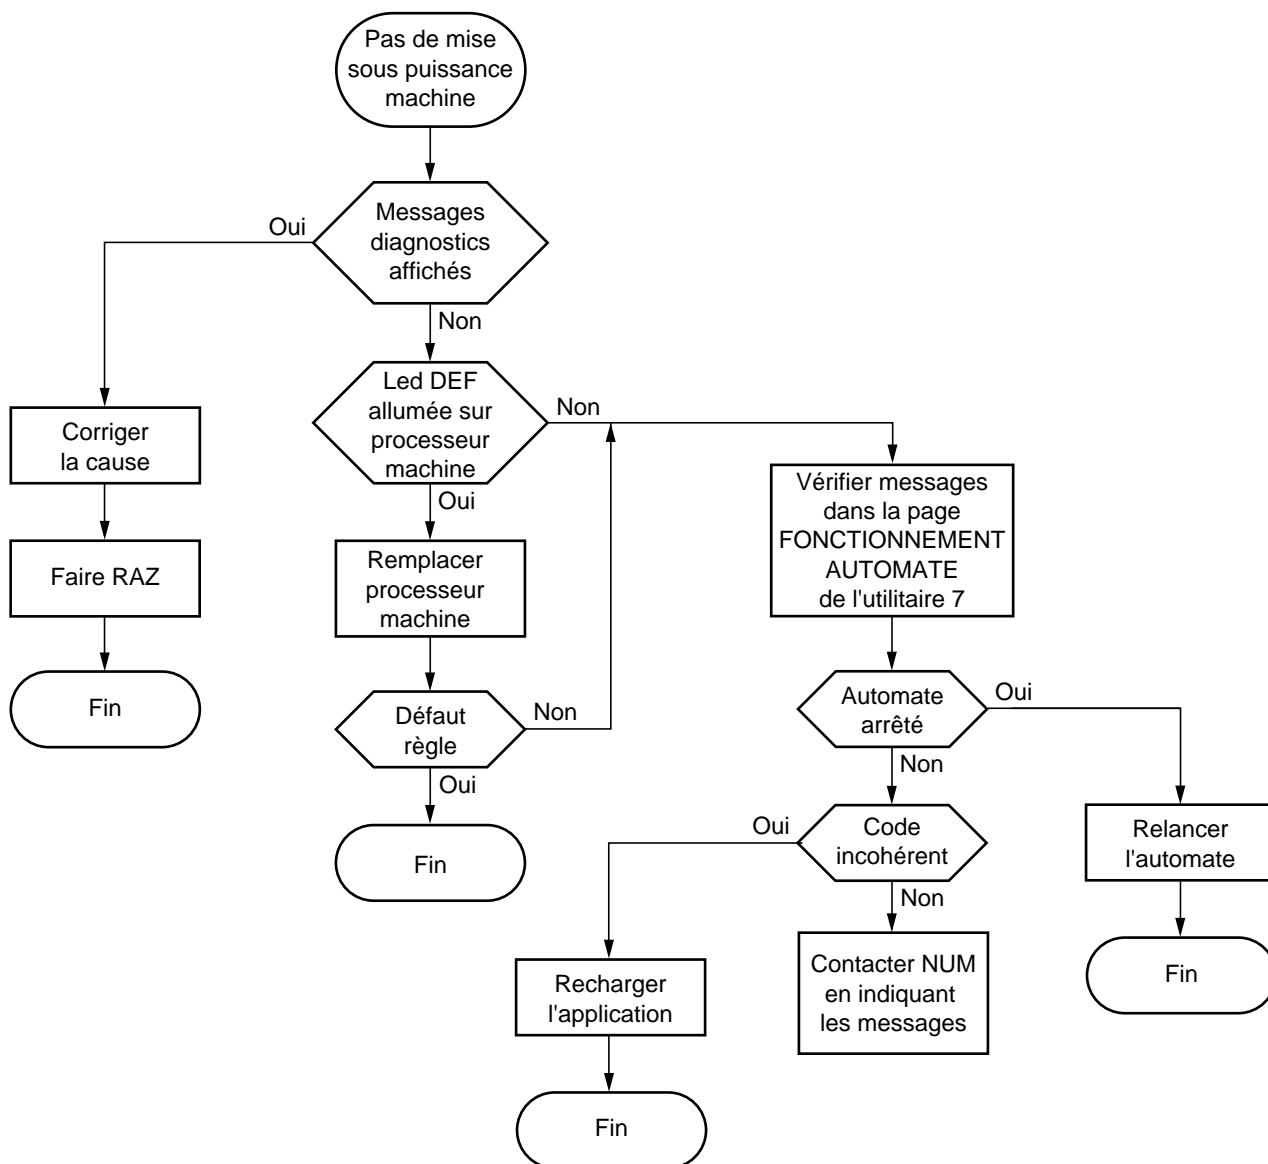 Pas de mise
sous puissance
machine
Messages
diagnostics
affichés
Oui
Non
Led DEF
allumée sur
processeur
machine
Non
Oui
Corriger
la cause
Faire RAZ
Fin
Remplacer
processeur
machine
Défaut
règle
Non
Oui
Fin
Vérifier messages
dans la page
FONCTIONNEMENT
AUTOMATE
de l'utilitaire 7
Automate
arrêté
Oui
Non
Relancer
l'automate
Fin
Code
incohérent
Oui
Non
Recharger
l'application
Fin
Contacter NUM
en indiquant
les messages